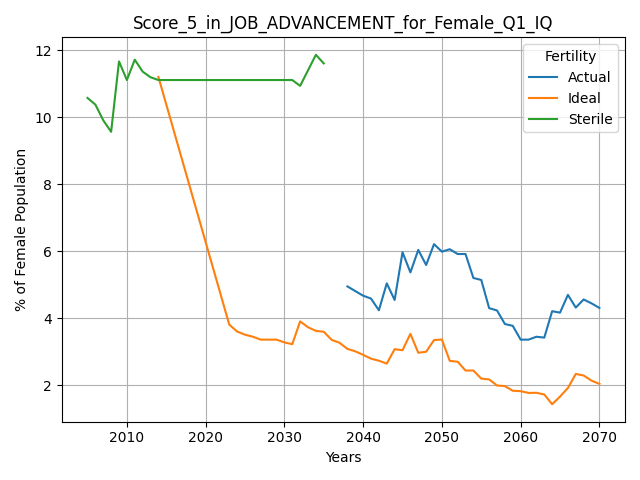 Score_5_in_JOB_ADVANCEMENT_for_Female_Q1_IQ
Fertility
Actual
Ideal
Sterile
% of Female Population
12
10
8
6
4
2
2010 2020 2030 2040 2050 2060 2070
Years